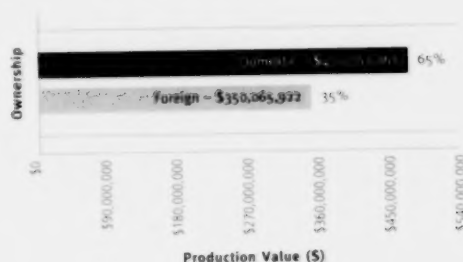 Ownership
Domestic
65%
Foreign – $350,065,922
35%
$0
$90,000,000
$180,000,000
$270,000,000
$360,000,000
$450,000,000
$540,000,000
Production Value ($)